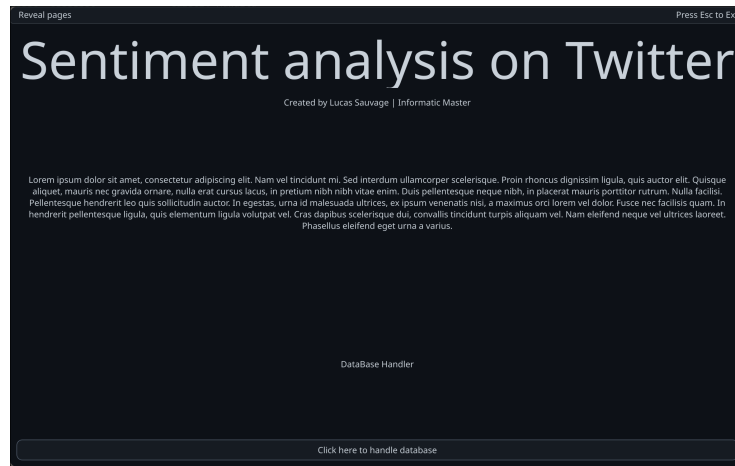 Reveal pages
Press Esc to Ex
Sentiment analysis on Twitter
Created by Lucas Sauvage | Informatic Master
Lorem ipsum dolor sit amet, consectetur adipiscing elit. Nam vel tincidunt mi. Sed interdum ullamcorper scelerisque. Proin rhoncus dignissim ligula, quis auctor elit. Quisque
aliquet, mauris nec gravida ornare, nulla erat cursus lacus, in pretium nibh nibh vitae enim. Duis pellentesque neque nibh, in placerat mauris porttitor rutrum. Nulla facilisi.
Pellentesque hendrerit leo quis sollicitudin auctor. In egestas, urna id malesuada ultrices, ex ipsum venenatis nisi, a maximus orci lorem vel dolor. Fusce nec facilisis quam. In
hendrerit pellentesque ligula, quis elementum ligula volutpat vel. Cras dapibus scelerisque dui, convallis tincidunt turpis aliquam vel. Nam eleifend neque vel ultrices laoreet.
Phasellus eleifend eget urna a varius.
DataBase Handler
Click here to handle database